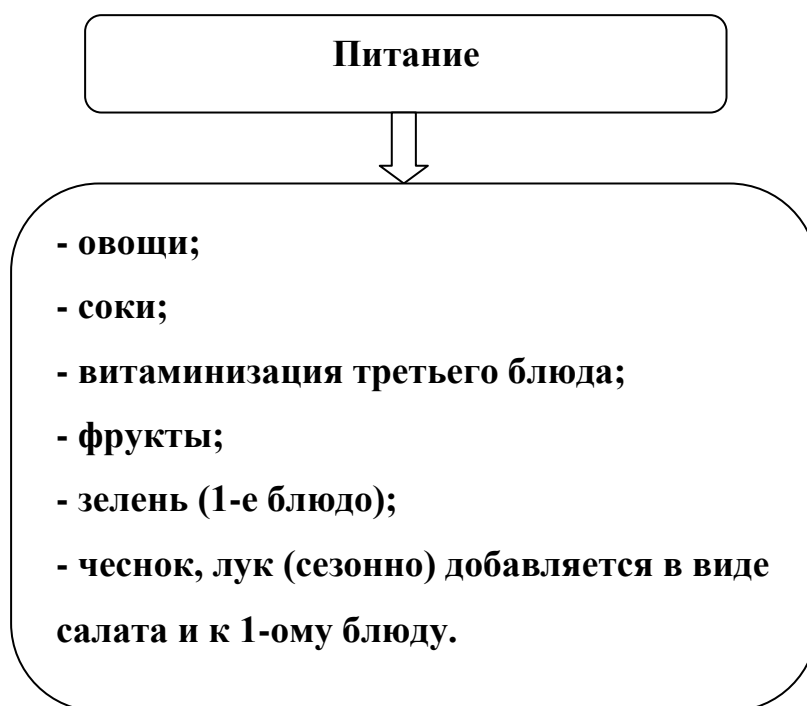 Питание
- овощи;
- соки;
- витаминизация третьего блюда;
- фрукты;
- зелень (1-е блюдо);
- чеснок, лук (сезонно) добавляется в виде
салата и к 1-ому блюду.